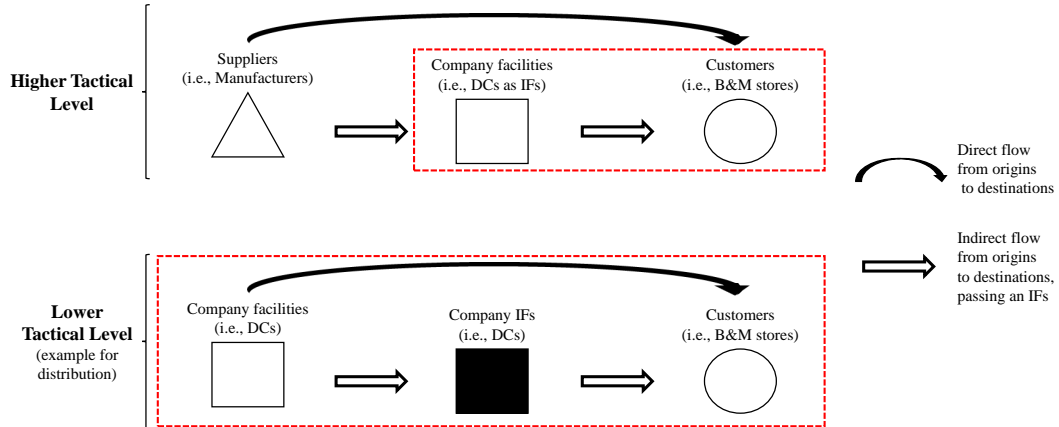 Higher Tactical
Level
Suppliers
(i.e., Manufacturers)
Company facilities
(i.e., DCs as IFs)
Customers
(i.e., B&M stores)
Direct flow
from origins
to destinations
Indirect flow
from origins
to destinations,
passing an IFs
Lower
Tactical Level
(example for
distribution)
Company facilities
(i.e., DCs)
Company IFs
(i.e., DCs)
Customers
(i.e., B&M stores)